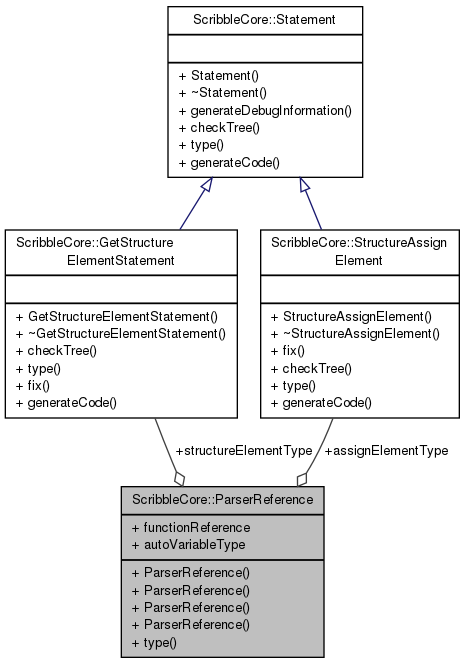 ScribbleCore::Statement
+ Statement()
+ ~Statement()
+ generateDebugInformation()
+ checkTree()
+ type()
+ generateCode()
ScribbleCore::GetStructure
ElementStatement
+ GetStructureElementStatement()
+ ~GetStructureElementStatement()
+ checkTree()
+ type()
+ fix()
+ generateCode()
ScribbleCore::StructureAssign
Element
+ StructureAssignElement()
+ ~StructureAssignElement()
+ fix()
+ checkTree()
+ type()
+ generateCode()
+structureElementType
+assignElementType
ScribbleCore::ParserReference
+ functionReference
+ autoVariableType
+ ParserReference()
+ ParserReference()
+ ParserReference()
+ ParserReference()
+ type()